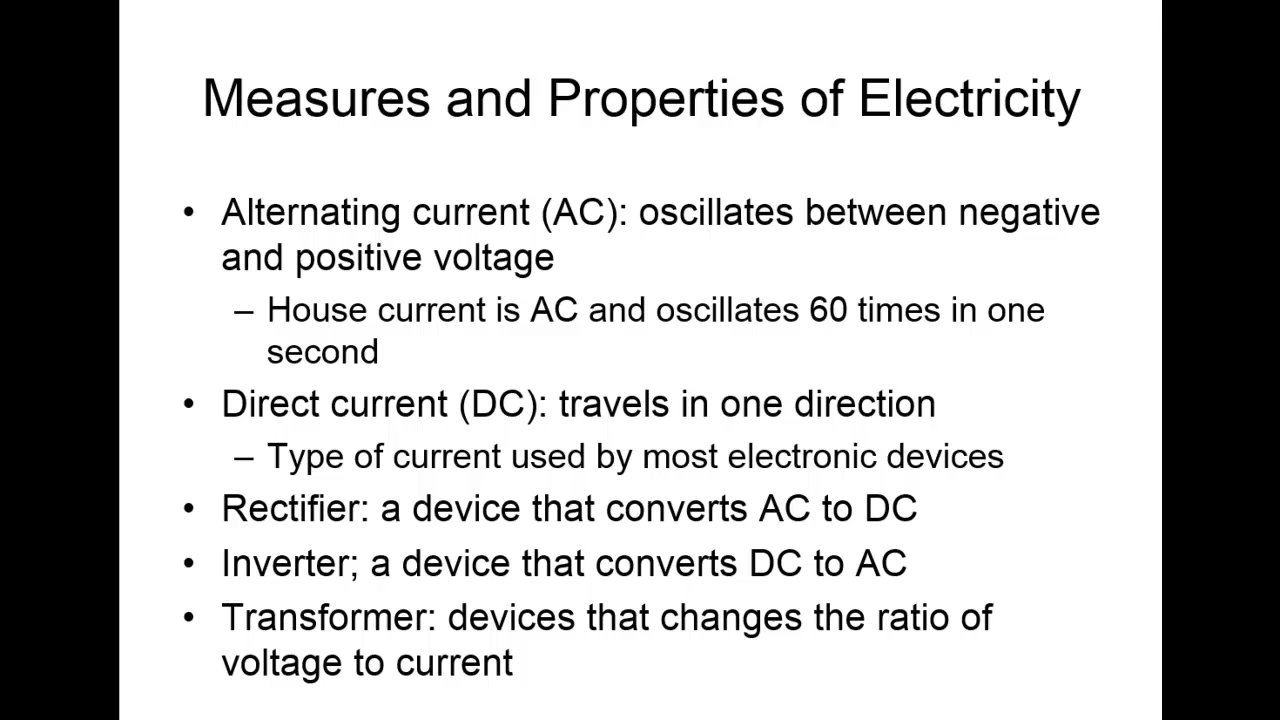 Measures and Properties of Electricity
• Alternating current (AC): oscillates between negative
and positive voltage
– House current is AC and oscillates 60 times in one
second
• Direct current (DC): travels in one direction
– Type of current used by most electronic devices
• Rectifier: a device that converts AC to DC
• Inverter; a device that converts DC to AC
• Transformer: devices that changes the ratio of
voltage to current